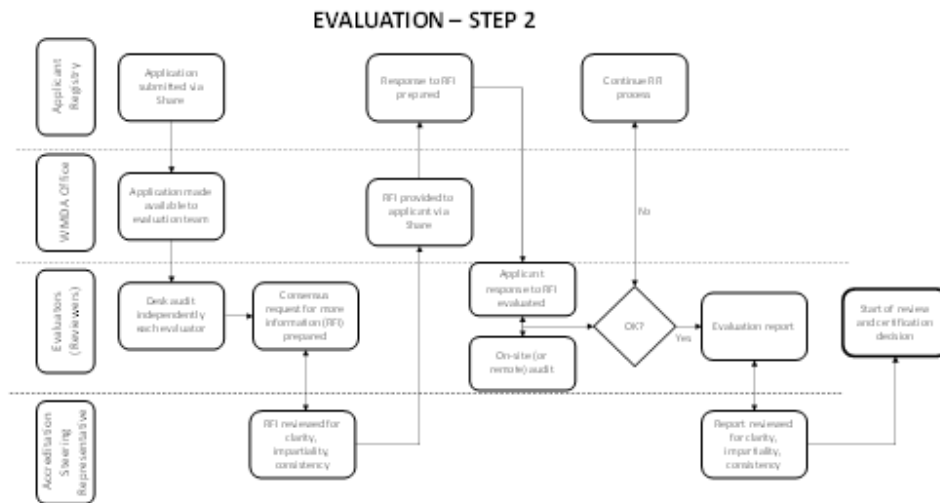 EVALUATION – STEP 2
Applicant
Registry
Application
submitted via
Share
Response to RFI
prepared
Continue RFI
process
WMDA Office
Application made
available to
evaluation team
RFI provided to
applicant via
Share
No
Evaluators
(Reviewers)
Desk audit
independently
each evaluator
Consensus
request for more
information (RFI)
prepared
Applicant
response to RFI
evaluated
On-site (or
remote) audit
OK?
Yes
Evaluation report
Start of review
and certification
decision
Accreditation
Steering
Representative
RFI reviewed for
clarity,
impartiality,
consistency
Report reviewed
for clarity,
impartiality,
consistency